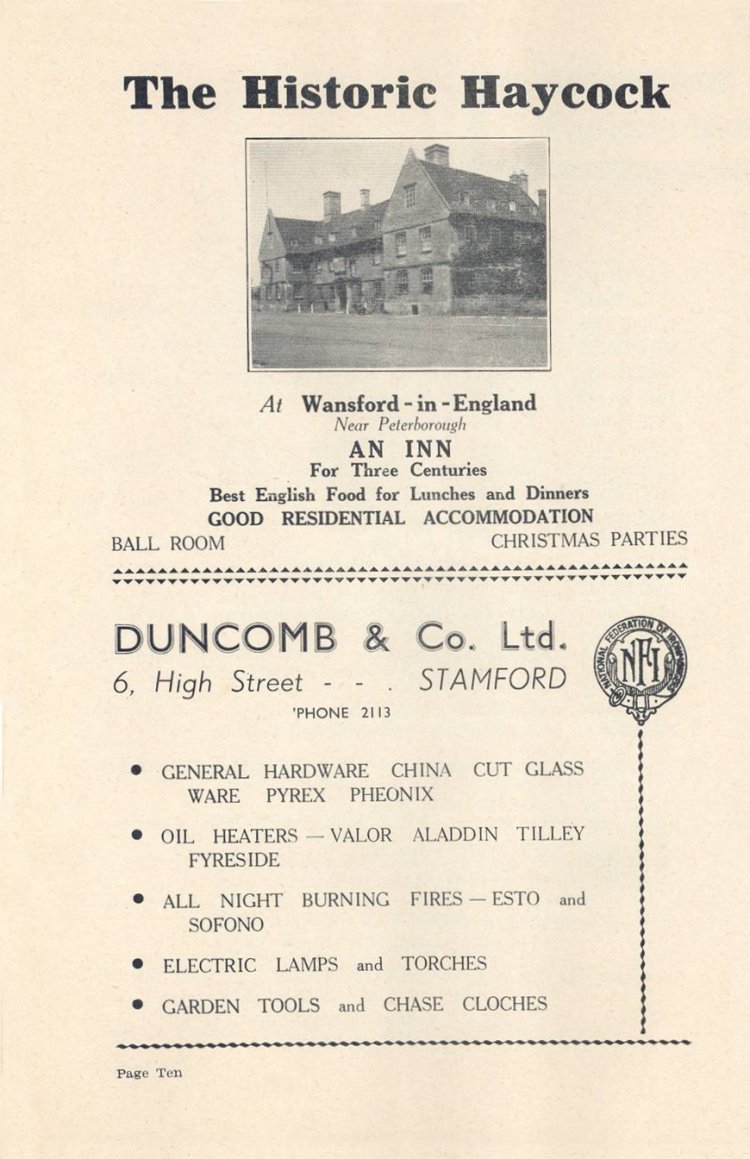 The Historic Haycock
At Wansford-in-England
Near Peterborough
AN INN
For Three Centuries
Best English Food for Lunches and Dinners
GOOD RESIDENTIAL ACCOMMODATION
BALL ROOM CHRISTMAS PARTIES
DUNCOMB & Co. Ltd.
6, High Street - - . STAMFORD
'PHONE 2113
NATIONAL FEDERATION OF IRONMONGERS
NFI
• GENERAL HARDWARE CHINA CUT GLASS
WARE PYREX PHEONIX
• OIL HEATERS — VALOR ALADDIN TILLEY
FYRESIDE
• ALL NIGHT BURNING FIRES — ESTO and
SOFONO
• ELECTRIC LAMPS and TORCHES
• GARDEN TOOLS and CHASE CLOCHES
Page Ten